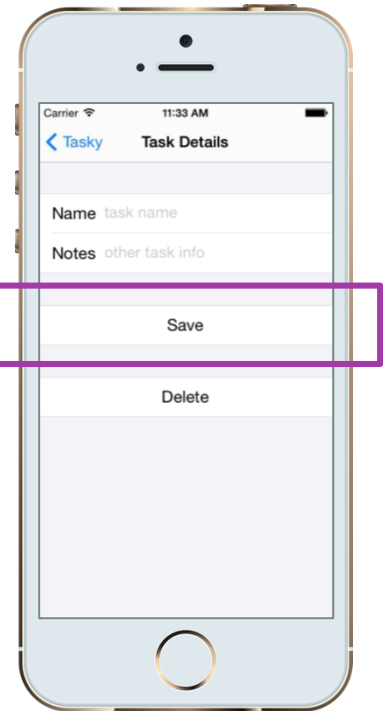 Carrier 11:33 AM
Tasky Task Details
Name task name
Notes other task info
Save
Delete